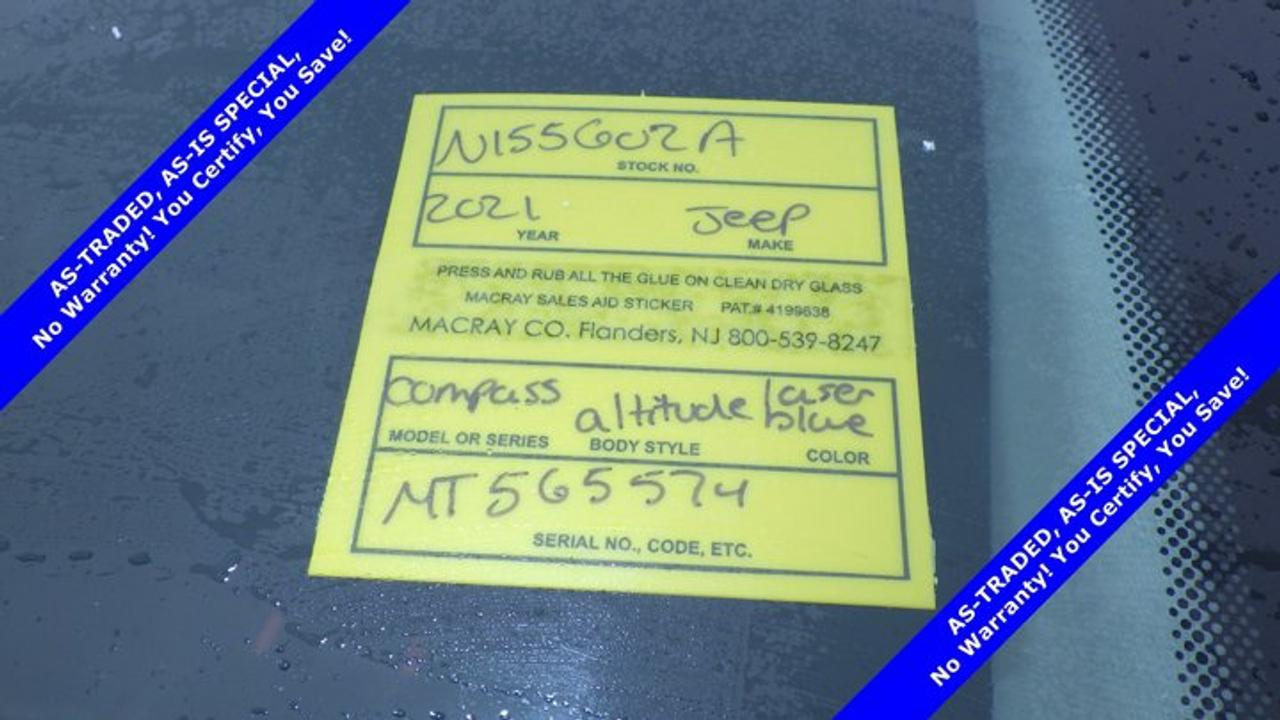 AS-TRADED, AS-IS SPECIAL,
No Warranty! You Certify, You Save!
N155602A
STOCK NO.
2021 Jeep
YEAR MAKE
PRESS AND RUB ALL THE GLUE ON CLEAN DRY GLASS
MACRAY SALES AID STICKER PAT.# 4199638
MACRAY CO. Flanders, NJ 800-539-8247
compass altitude laser
blue
MODEL OR SERIES BODY STYLE COLOR
MT565574
SERIAL NO., CODE, ETC.
AS-TRADED, AS-IS SPECIAL,
No Warranty! You Certify, You Save!